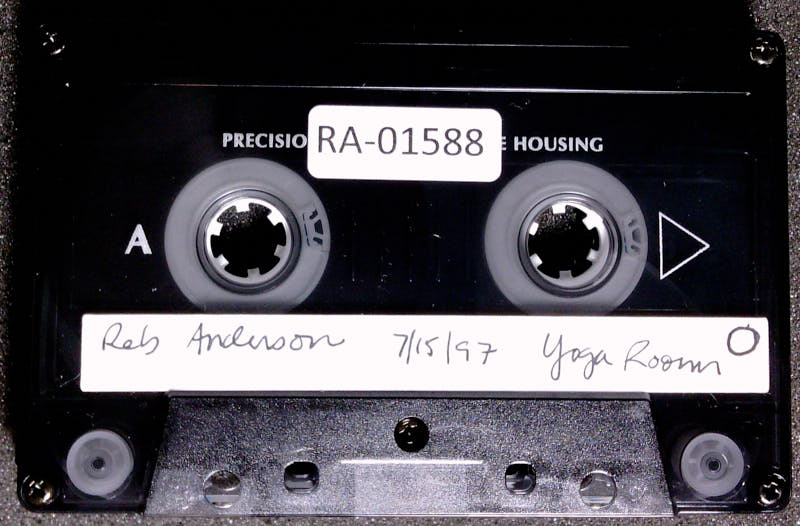 PRECISIO
RA-01588
E HOUSING
A
Reb Anderson 7/15/97 Yoga Room O